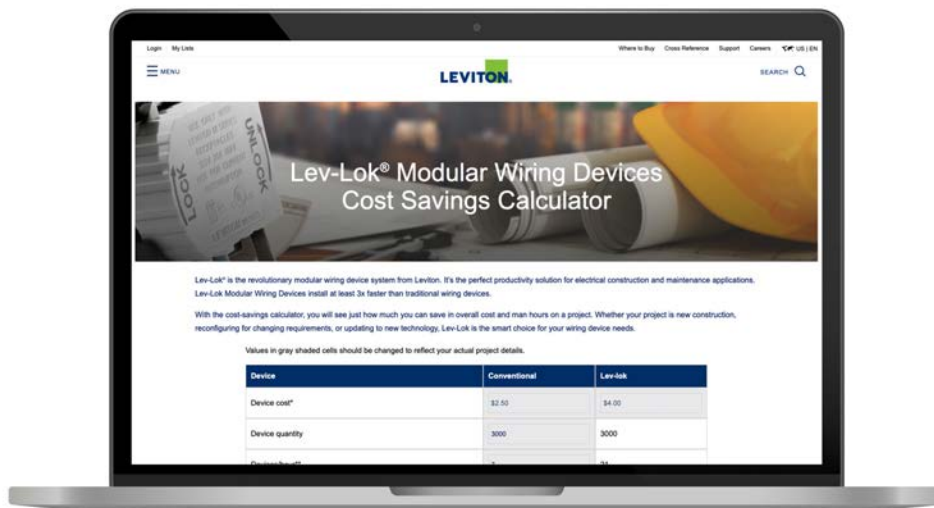 Login My Lists
Where to Buy Cross Reference Support Careers US | EN
MENU
LEVITON.
SEARCH
UNLOCK
LOCK
Lev-Lok® Modular Wiring Devices
Cost Savings Calculator
Lev-Lok® is the revolutionary modular wiring device system from Leviton. It's the perfect productivity solution for electrical construction and maintenance applications.
Lev-Lok Modular Wiring Devices install at least 3x faster than traditional wiring devices.
With the cost-savings calculator, you will see just how much you can save in overall cost and man hours on a project. Whether your project is new construction,
reconfiguring for changing requirements, or updating to new technology, Lev-Lok is the smart choice for your wiring device needs.
Values in gray shaded cells should be changed to reflect your actual project details.
Device Conventional Lev-lok
Device cost* $2.50 $4.00
Device quantity 3000 3000